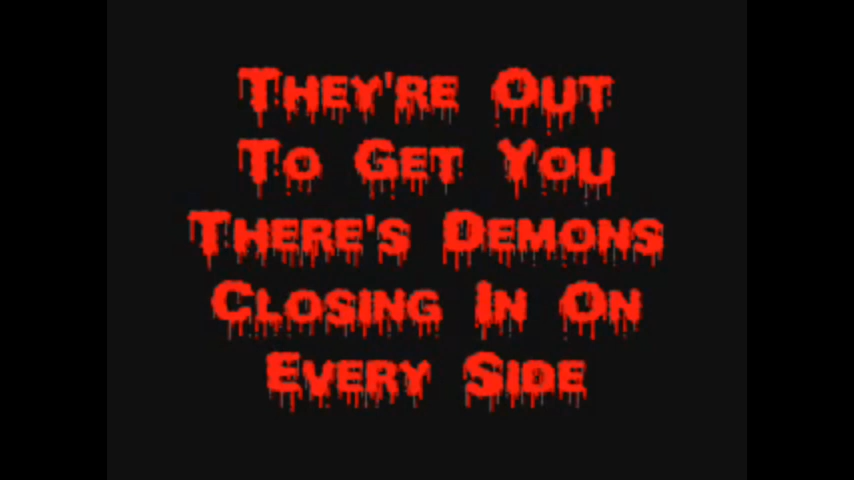 They're Out
To Get You
There's Demons
Closing In On
Every Side